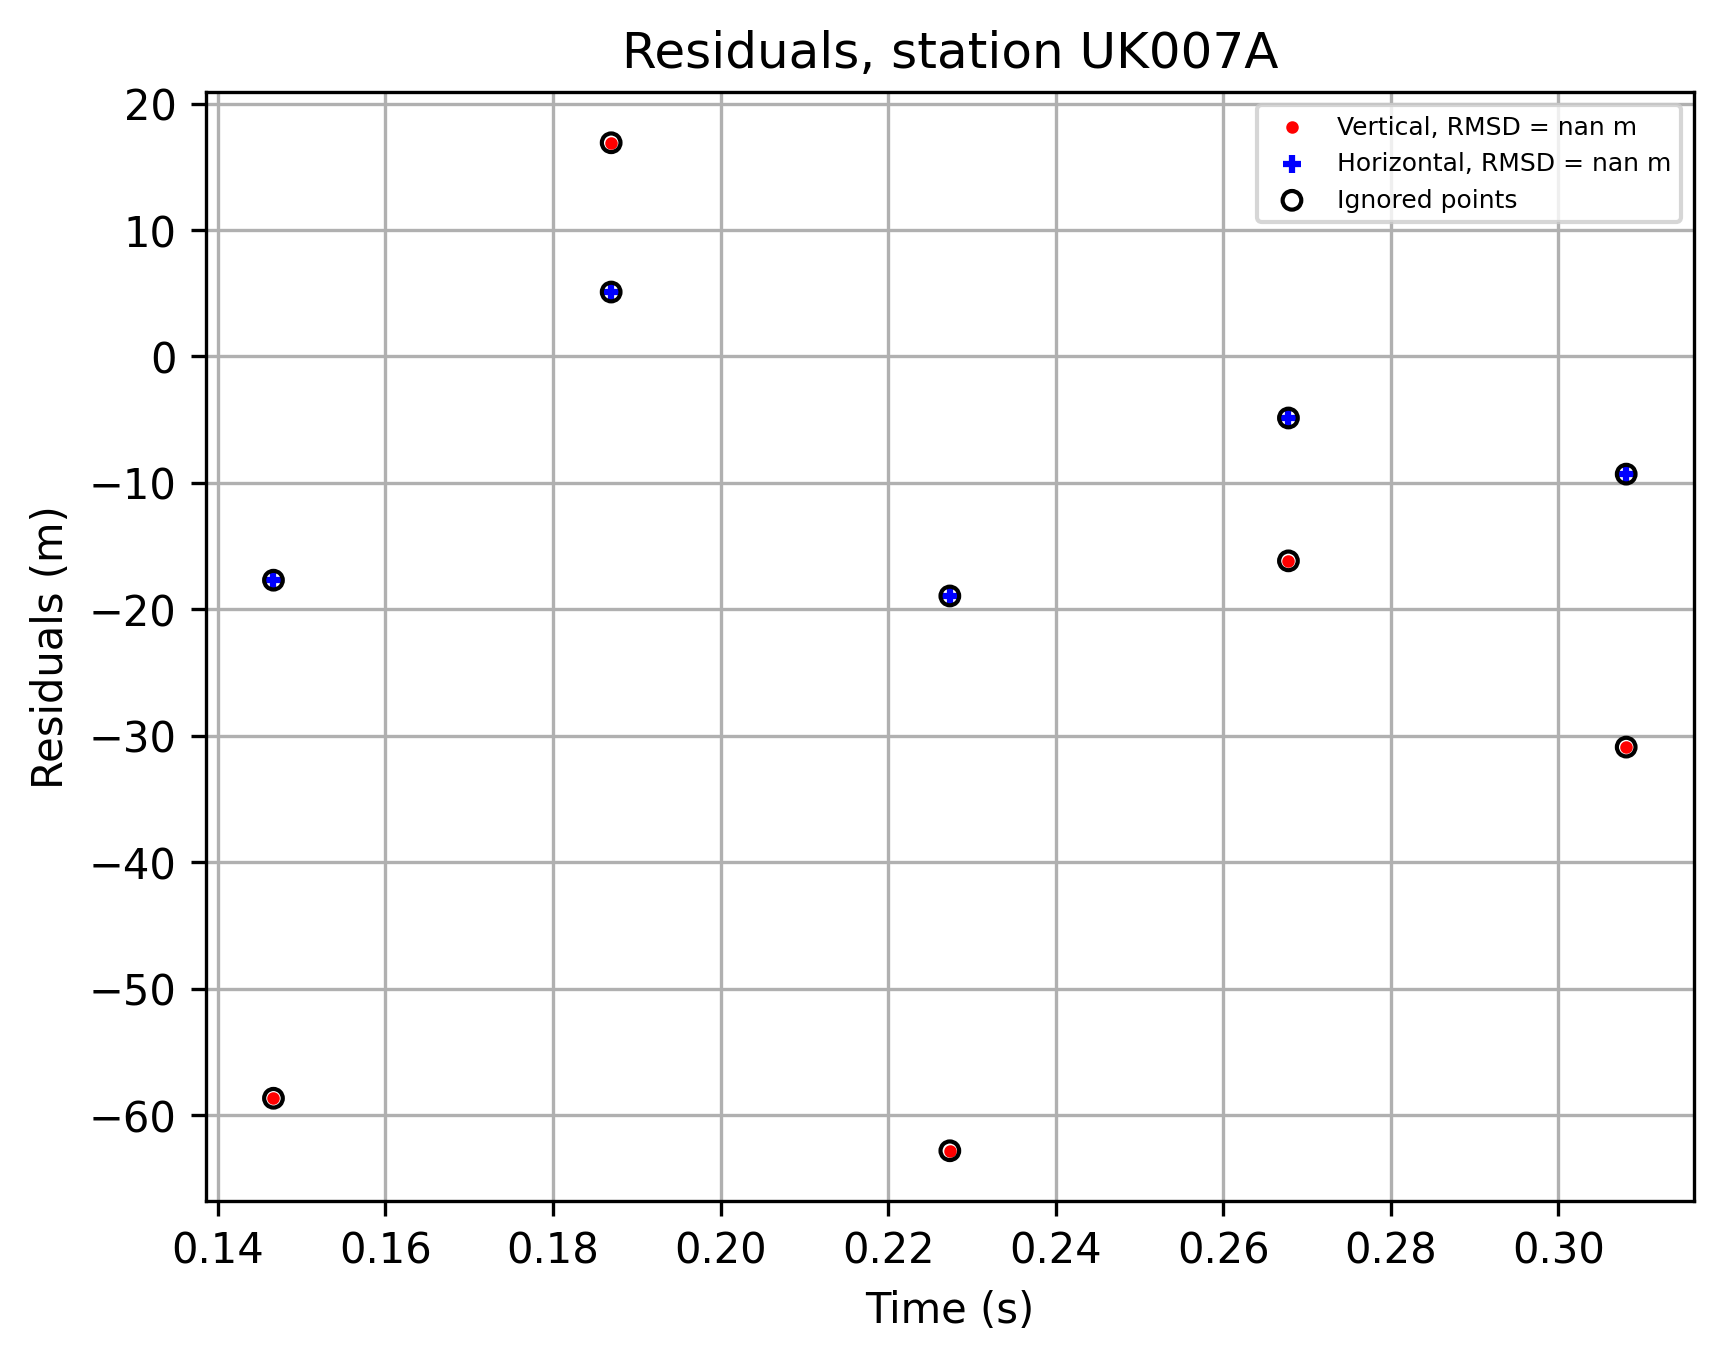 Residuals, station UK007A
Vertical, RMSD = nan m
Horizontal, RMSD = nan m
Ignored points
20
10
0
−10
−20
−30
−40
−50
−60
Residuals (m)
0.14 0.16 0.18 0.20 0.22 0.24 0.26 0.28 0.30
Time (s)